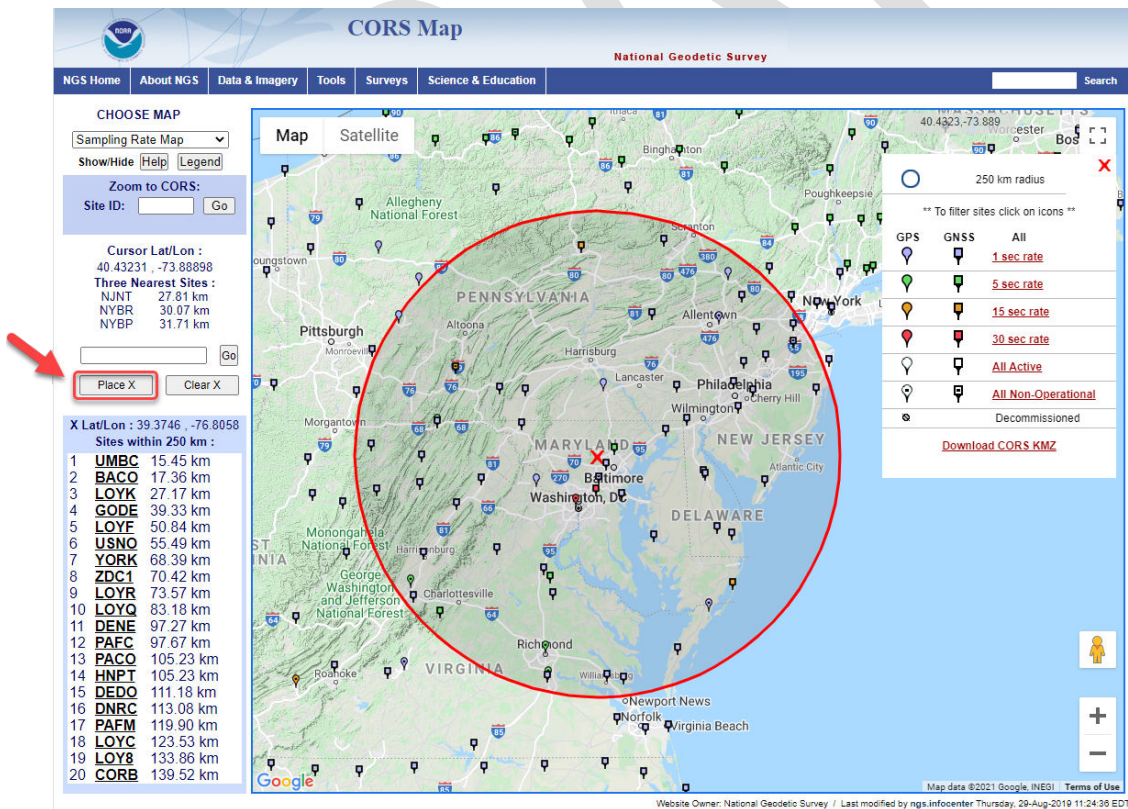 NOAA
CORS Map
National Geodetic Survey
NGS Home
About NGS
Data & Imagery
Tools
Surveys
Science & Education
Search
CHOOSE MAP
Sampling Rate Map
Show/Hide Help Legend
Zoom to CORS:
Site ID: Go
Cursor Lat/Lon :
40.43231 , -73.88898
Three Nearest Sites :
NJNT 27.81 km
NYBR 30.07 km
NYBP 31.71 km
Go
Place X Clear X
X Lat/Lon : 39.3746 , -76.8058
Sites within 250 km :
1 UMBC 15.45 km
2 BACO 17.36 km
3 LOYK 27.17 km
4 GODE 39.33 km
5 LOYF 50.84 km
6 USNO 55.49 km
7 YORK 68.39 km
8 ZDC1 70.42 km
9 LOYR 73.57 km
10 LOYQ 83.18 km
11 DENE 97.27 km
12 PAFC 97.67 km
13 PACO 105.23 km
14 HNPT 105.23 km
15 DEDO 111.18 km
16 DNRC 113.08 km
17 PAFM 119.90 km
18 LOYC 123.53 km
19 LOY8 133.86 km
20 CORB 139.52 km
Map Satellite
40.4323,-73.889
MASSACHUSETTS
Worcester
Bos
Ithaca
Binghamton
Poughkeepsie
Allegheny
National Forest
Scranton
oungstown
PENNSYLVANIA
New York
Allentown
Pittsburgh
Monroeville
Altoona
Harrisburg
Lancaster
Philadelphia
Cherry Hill
Wilmington
Morgantown
MARYLAND
NEW JERSEY
Atlantic City
Baltimore
Washington, DC
DELAWARE
Monongahela
National Forest
Harrisonburg
ST
INIA
George
Washington
and Jefferson
National Forest
Charlottesville
Richmond
Roanoke
VIRGINIA
Williamsburg
Newport News
Norfolk
Virginia Beach
250 km radius
** To filter sites click on icons **
GPS GNSS All
1 sec rate
5 sec rate
15 sec rate
30 sec rate
All Active
All Non-Operational
Decommissioned
Download CORS KMZ
Google
Map data ©2021 Google, INEGI Terms of Use
Website Owner: National Geodetic Survey / Last modified by ngs.infocenter Thursday, 29-Aug-2019 11:24:36 EDT